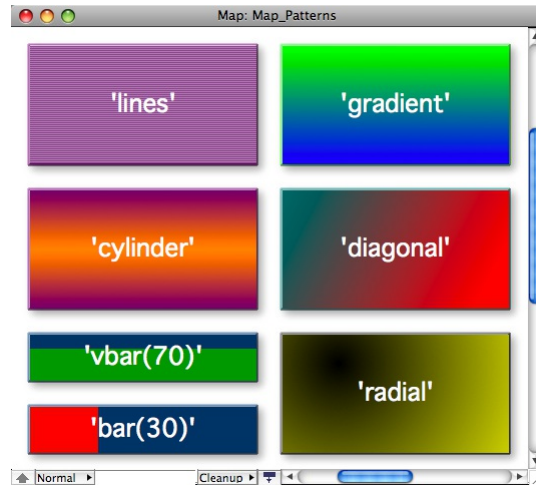 Map: Map_Patterns
'lines'
'gradient'
'cylinder'
'diagonal'
'vbar(70)'
'radial'
'bar(30)'
Normal
Cleanup